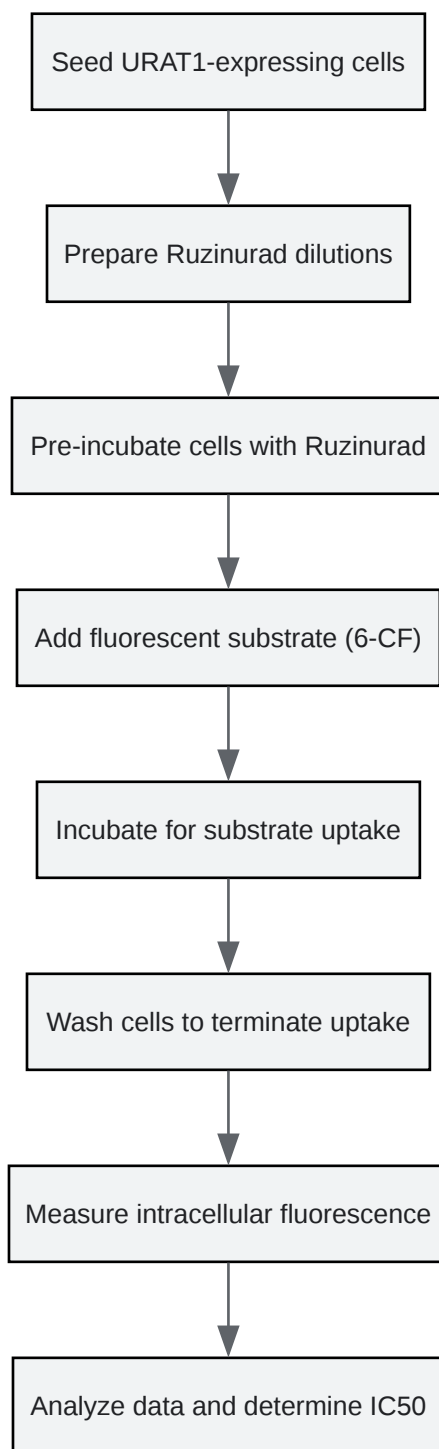 Seed URAT1-expressing cells
Prepare Ruzinurad dilutions
Pre-incubate cells with Ruzinurad
Add fluorescent substrate (6-CF)
Incubate for substrate uptake
Wash cells to terminate uptake
Measure intracellular fluorescence
Analyze data and determine IC50